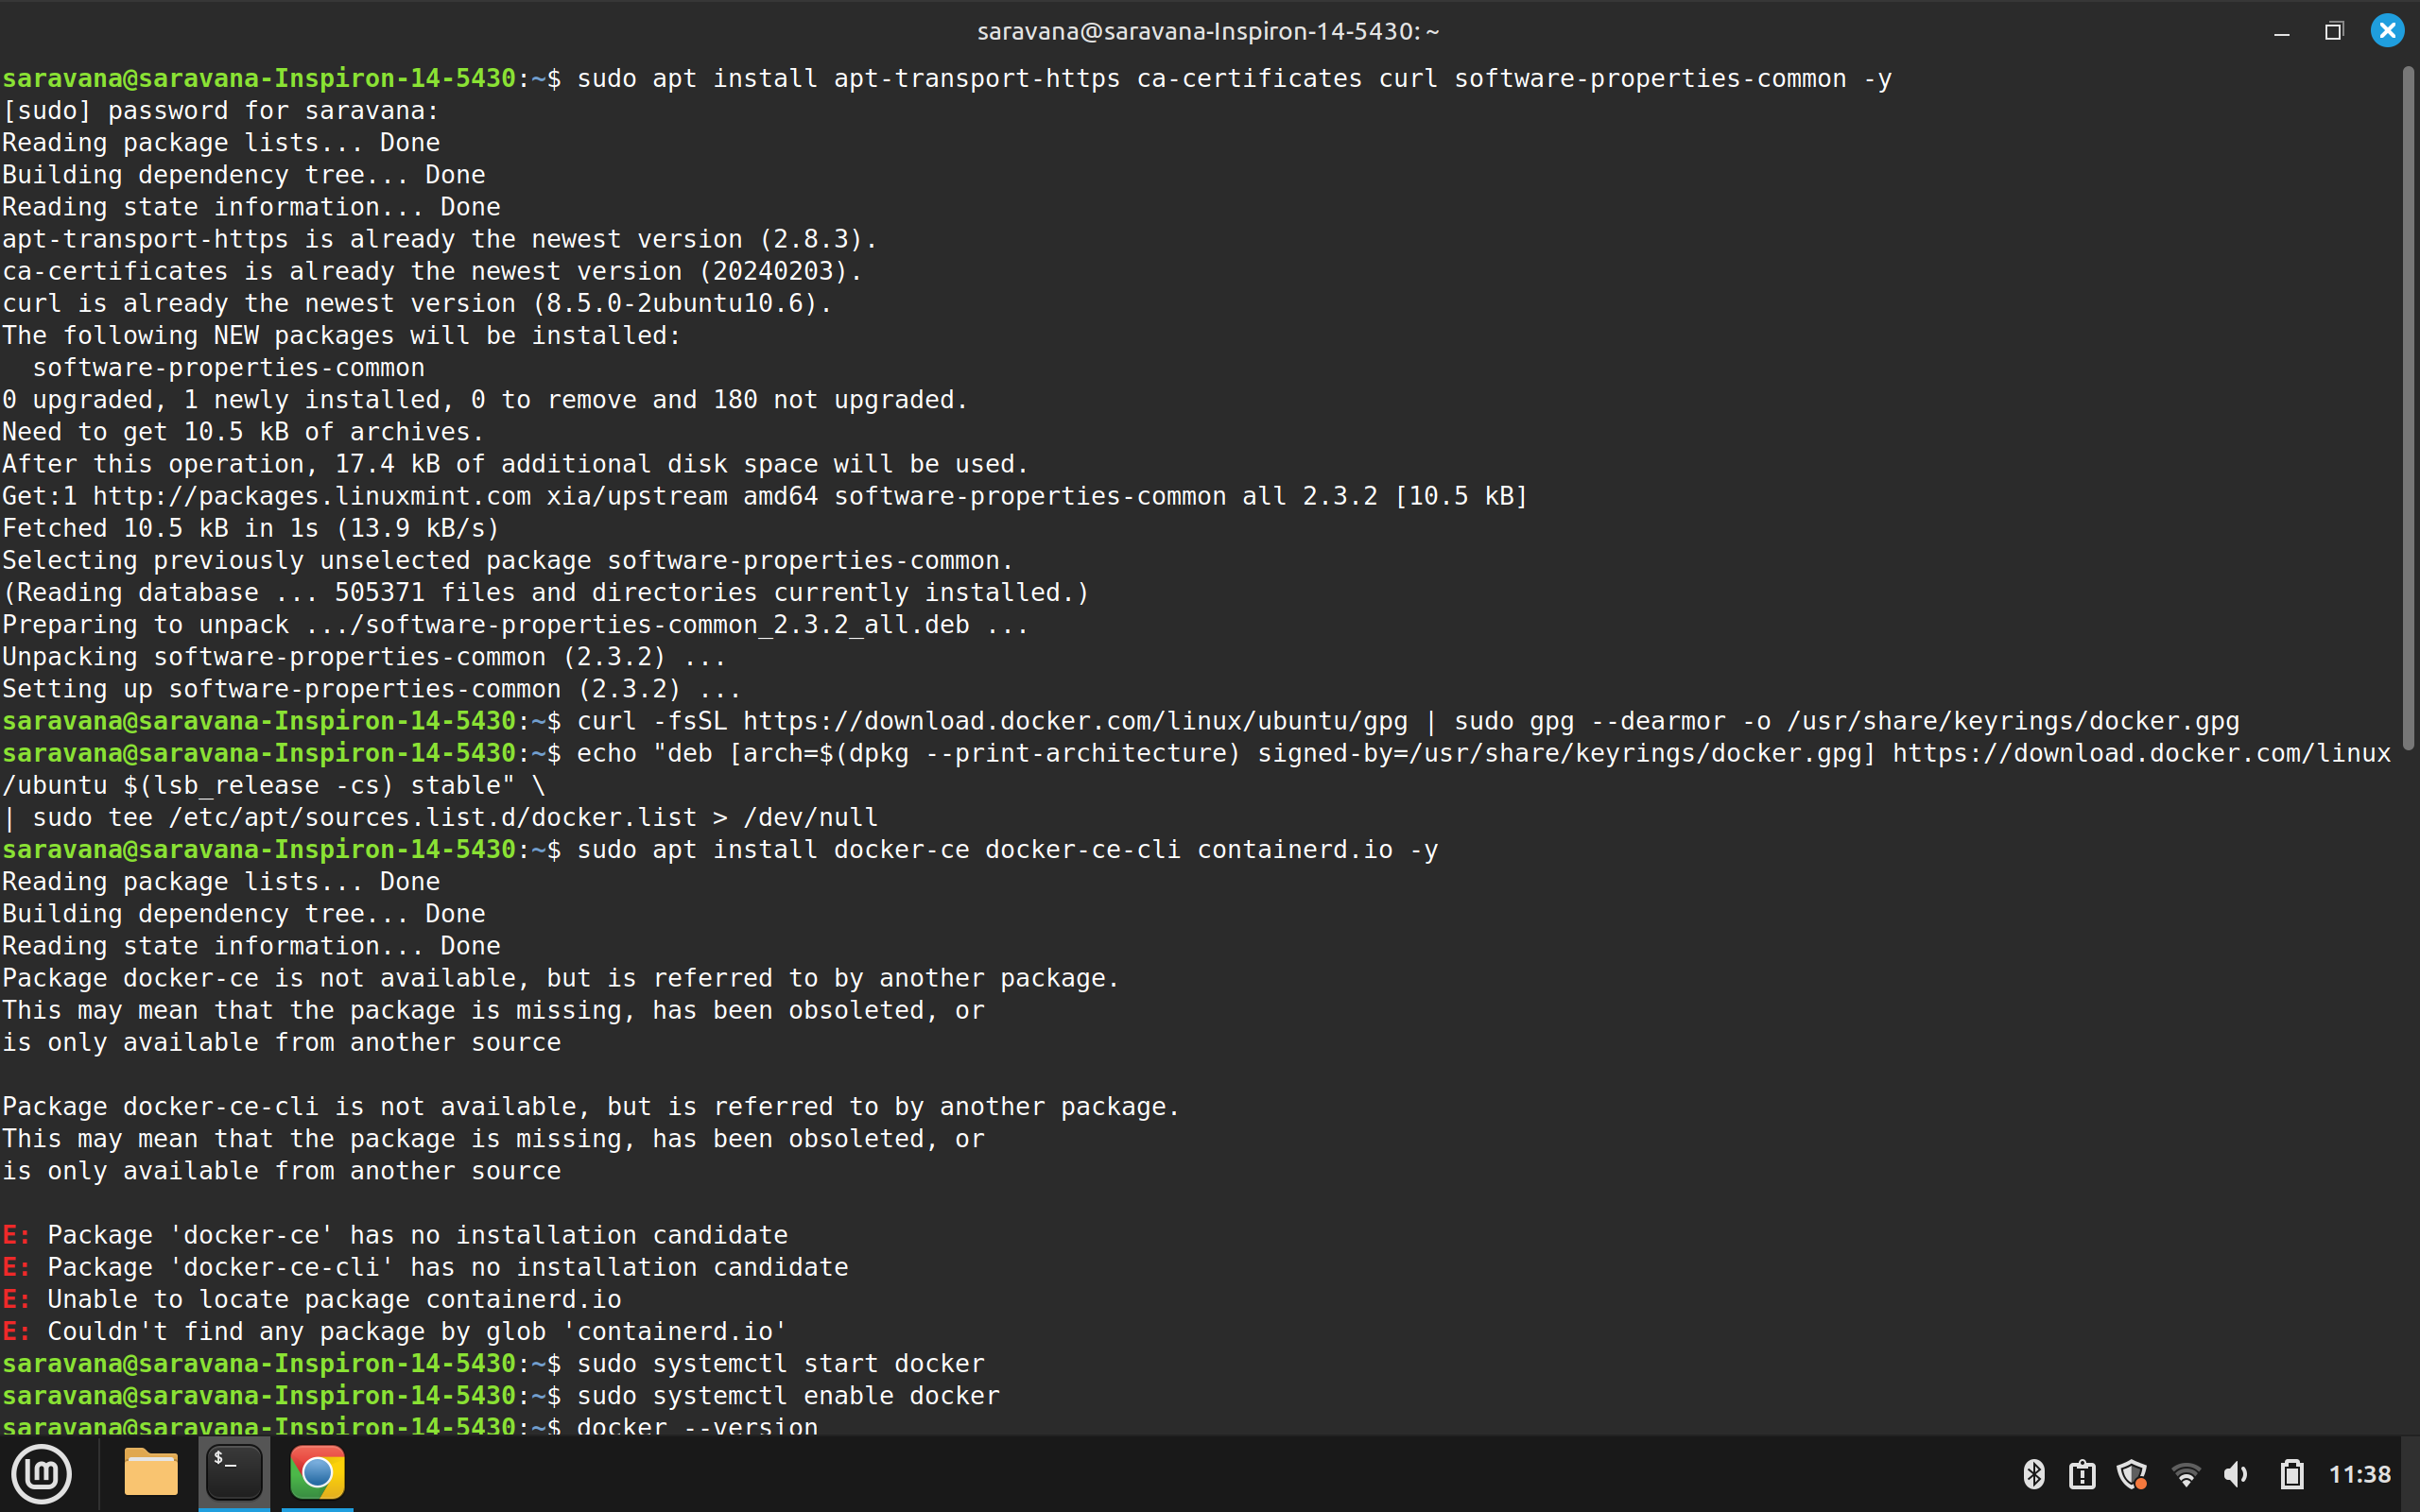 saravana@saravana-Inspiron-14-5430: ~
saravana@saravana-Inspiron-14-5430:~$ sudo apt install apt-transport-https ca-certificates curl software-properties-common -y
[sudo] password for saravana:
Reading package lists... Done
Building dependency tree... Done
Reading state information... Done
apt-transport-https is already the newest version (2.8.3).
ca-certificates is already the newest version (20240203).
curl is already the newest version (8.5.0-2ubuntu10.6).
The following NEW packages will be installed:
  software-properties-common
0 upgraded, 1 newly installed, 0 to remove and 180 not upgraded.
Need to get 10.5 kB of archives.
After this operation, 17.4 kB of additional disk space will be used.
Get:1 http://packages.linuxmint.com xia/upstream amd64 software-properties-common all 2.3.2 [10.5 kB]
Fetched 10.5 kB in 1s (13.9 kB/s)
Selecting previously unselected package software-properties-common.
(Reading database ... 505371 files and directories currently installed.)
Preparing to unpack .../software-properties-common_2.3.2_all.deb ...
Unpacking software-properties-common (2.3.2) ...
Setting up software-properties-common (2.3.2) ...
saravana@saravana-Inspiron-14-5430:~$ curl -fsSL https://download.docker.com/linux/ubuntu/gpg | sudo gpg --dearmor -o /usr/share/keyrings/docker.gpg
saravana@saravana-Inspiron-14-5430:~$ echo "deb [arch=$(dpkg --print-architecture) signed-by=/usr/share/keyrings/docker.gpg] https://download.docker.com/linux
/ubuntu $(lsb_release -cs) stable" \
| sudo tee /etc/apt/sources.list.d/docker.list > /dev/null
saravana@saravana-Inspiron-14-5430:~$ sudo apt install docker-ce docker-ce-cli containerd.io -y
Reading package lists... Done
Building dependency tree... Done
Reading state information... Done
Package docker-ce is not available, but is referred to by another package.
This may mean that the package is missing, has been obsoleted, or
is only available from another source

Package docker-ce-cli is not available, but is referred to by another package.
This may mean that the package is missing, has been obsoleted, or
is only available from another source

E: Package 'docker-ce' has no installation candidate
E: Package 'docker-ce-cli' has no installation candidate
E: Unable to locate package containerd.io
E: Couldn't find any package by glob 'containerd.io'
saravana@saravana-Inspiron-14-5430:~$ sudo systemctl start docker
saravana@saravana-Inspiron-14-5430:~$ sudo systemctl enable docker
saravana@saravana-Inspiron-14-5430:~$ docker --version
$_
11:38